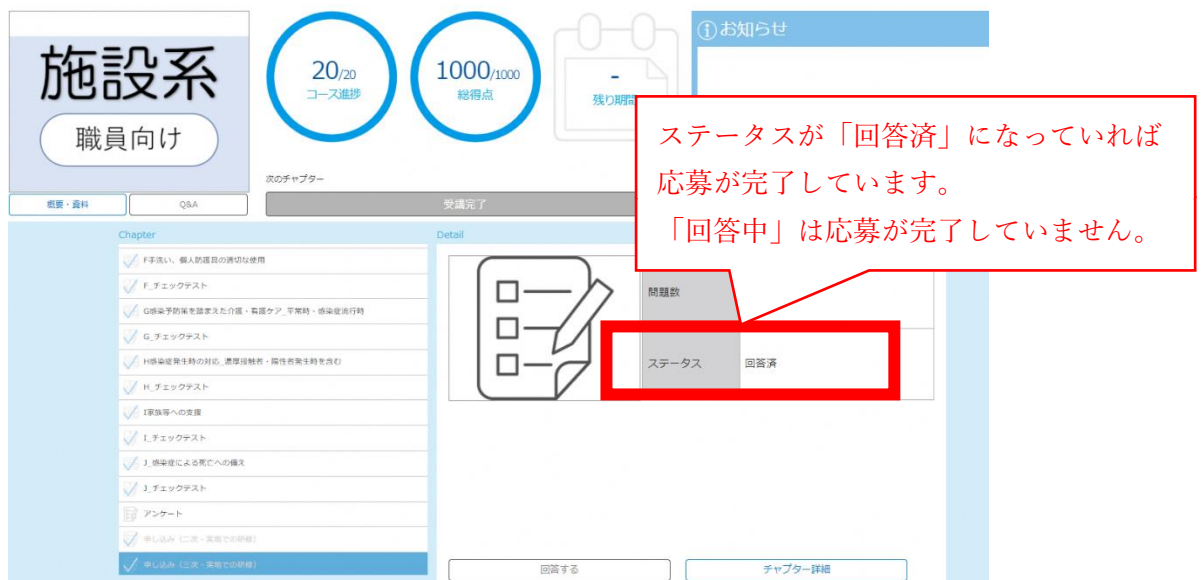 施設系
職員向け
20/20
コース進捗
1000/1000
総得点
-
残り期間
お知らせ
ステータスが「回答済」になっていれば
応募が完了しています。
「回答中」は応募が完了していません。
次のチャプター
受講完了
概要・資料
Q&A
Chapter
F手洗い、個人防護具の適切な使用
F_チェックテスト
G感染予防策を踏まえた介護・看護ケア_平常時・感染症流行時
G_チェックテスト
H感染症発生時の対応_濃厚接触者・陽性者発生時を含む
H_チェックテスト
I家族等への支援
I_チェックテスト
J_感染症による死亡への備え
J_チェックテスト
アンケート
申し込み（二次・実地での研修）
申し込み（三次・実地での研修）
Detail
問題数
ステータス
回答済
回答する
チャプター詳細